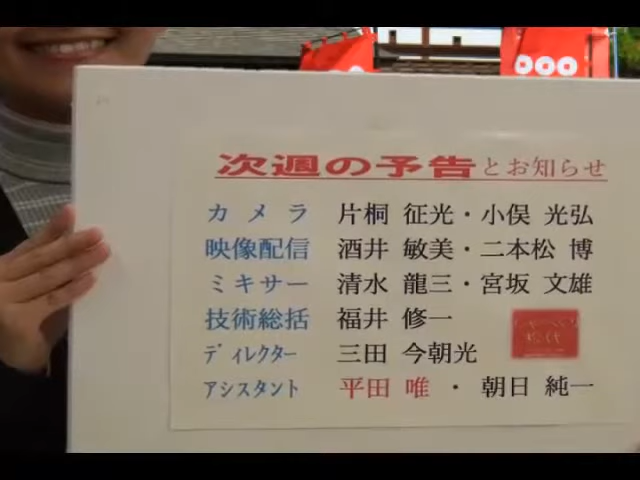 次週の予告とお知らせ
カメラ 片桐 征光・小俣 光弘
映像配信 酒井 敏美・二本松 博
ミキサー 清水 龍三・宮坂 文雄
技術総括 福井 修一
ディレクター 三田 今朝光
アシスタント 平田 唯・朝日 純一